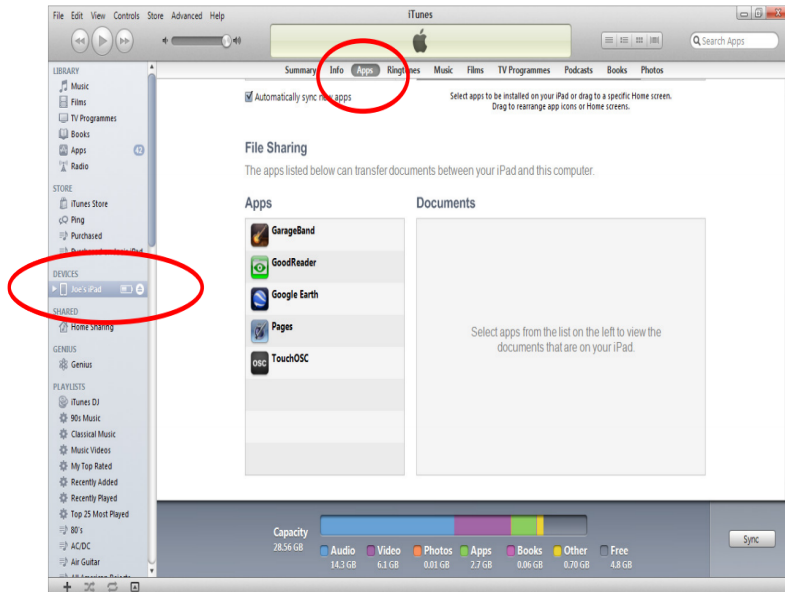 File Edit View Controls Store Advanced Help
iTunes
Search Apps
LIBRARY
Music
Films
TV Programmes
Books
Apps 42
Radio
STORE
iTunes Store
Ping
Purchased
DEVICES
Joe's iPad
SHARED
Home Sharing
GENIUS
Genius
PLAYLISTS
iTunes DJ
90s Music
Classical Music
Music Videos
My Top Rated
Recently Added
Recently Played
Top 25 Most Played
80's
AC/DC
Air Guitar
Summary Info Apps Ringtones Music Films TV Programmes Podcasts Books Photos
Automatically sync new apps
Select apps to be installed on your iPad or drag to a specific Home screen.
Drag to rearrange app icons or Home screens.
File Sharing
The apps listed below can transfer documents between your iPad and this computer.
Apps
GarageBand
GoodReader
Google Earth
Pages
OSC TouchOSC
Documents
Select apps from the list on the left to view the
documents that are on your iPad.
Capacity
28.56 GB
Audio Video Photos Apps Books Other Free
14.3 GB 6.1 GB 0.01 GB 2.7 GB 0.06 GB 0.70 GB 4.8 GB
Sync